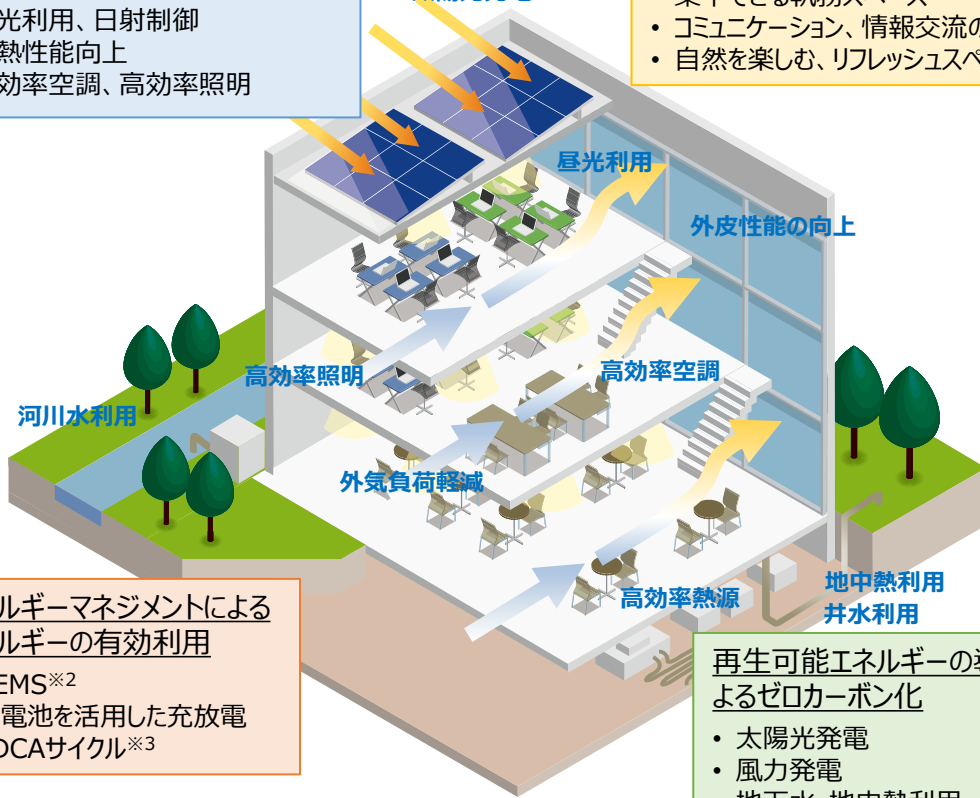 光利用、日射制御
熱性能向上
効率空調、高効率照明
• コミュニケーション、情報交流の
• 自然を楽しむ、リフレッシュスペ
昼光利用
外皮性能の向上
高効率照明
高効率空調
河川水利用
外気負荷軽減
高効率熱源
地中熱利用
井水利用
ルギーマネジメントによる
ルギーの有効利用
EMS※2
電池を活用した充放電
DCAサイクル※3
再生可能エネルギーの
よるゼロカーボン化
• 太陽光発電
• 風力発電